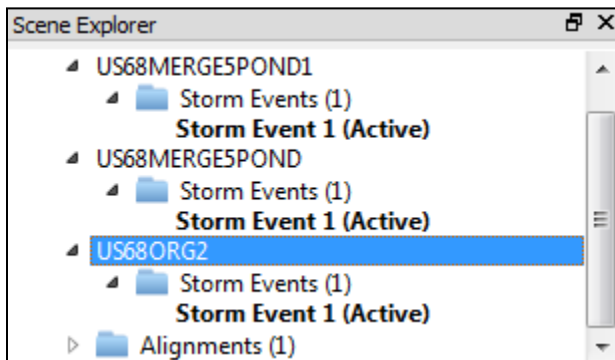 Scene Explorer
US68MERGE5POND1
Storm Events (1)
Storm Event 1 (Active)
US68MERGE5POND
Storm Events (1)
Storm Event 1 (Active)
US68ORG2
Storm Events (1)
Storm Event 1 (Active)
Alignments (1)